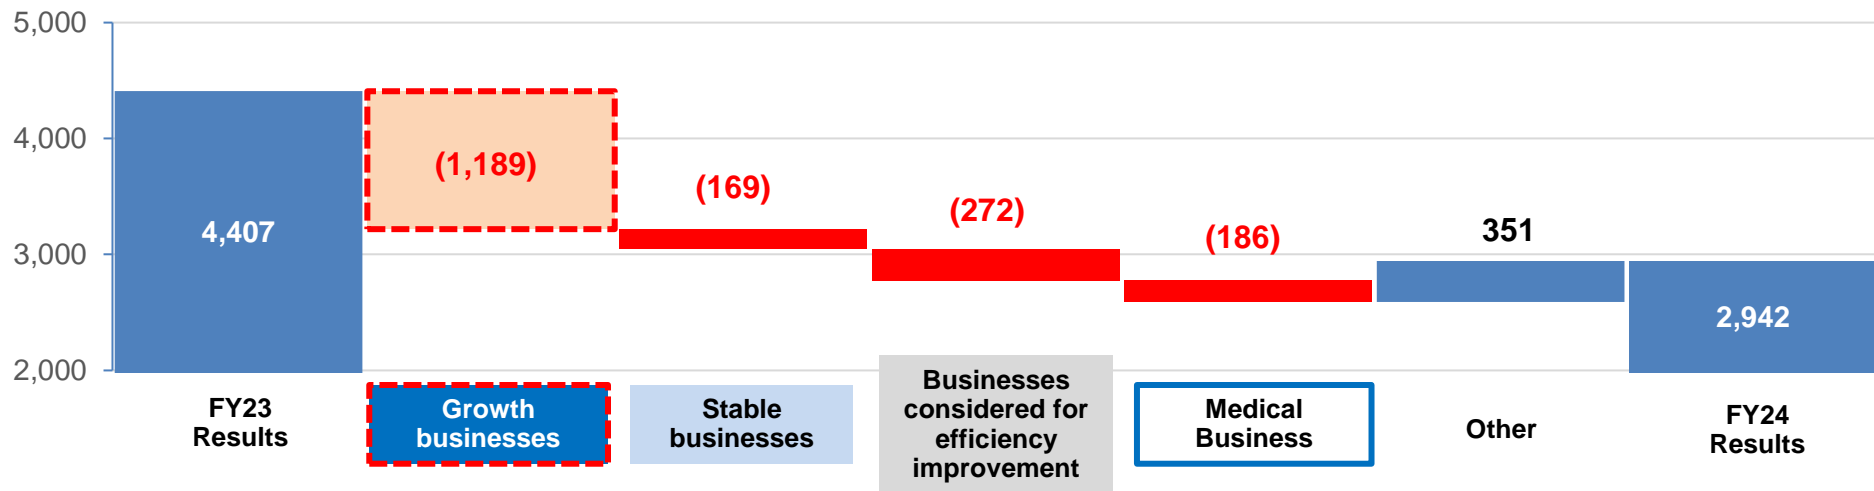 5,000
4,000
3,000
2,000
4,407
(1,189)
(169)
(272)
(186)
351
2,942
FY23
Results
Growth
businesses
Stable
businesses
Businesses
considered for
efficiency
improvement
Medical
Business
Other
FY24
Results